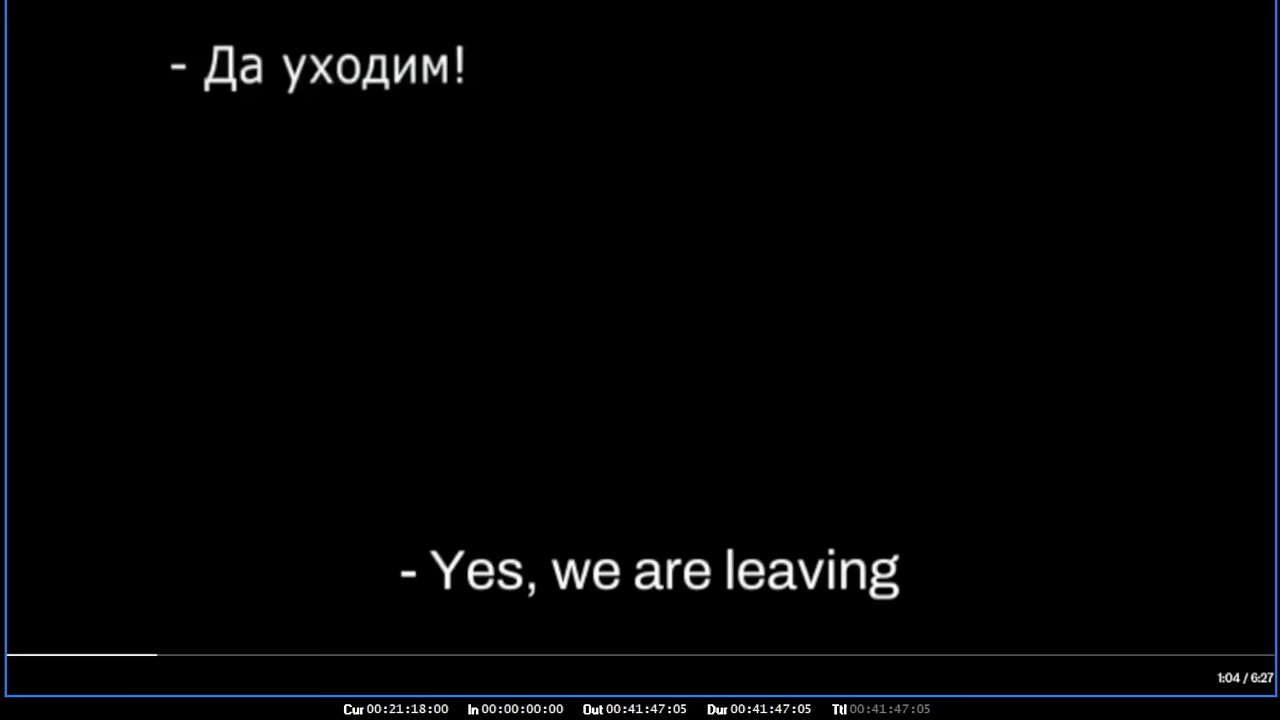 - Да уходим!
- Yes, we are leaving
1:04 / 6:27
Cur 00:21:18:00 In 00:00:00:00 Out 00:41:47:05 Dur 00:41:47:05 Ttl 00:41:47:05